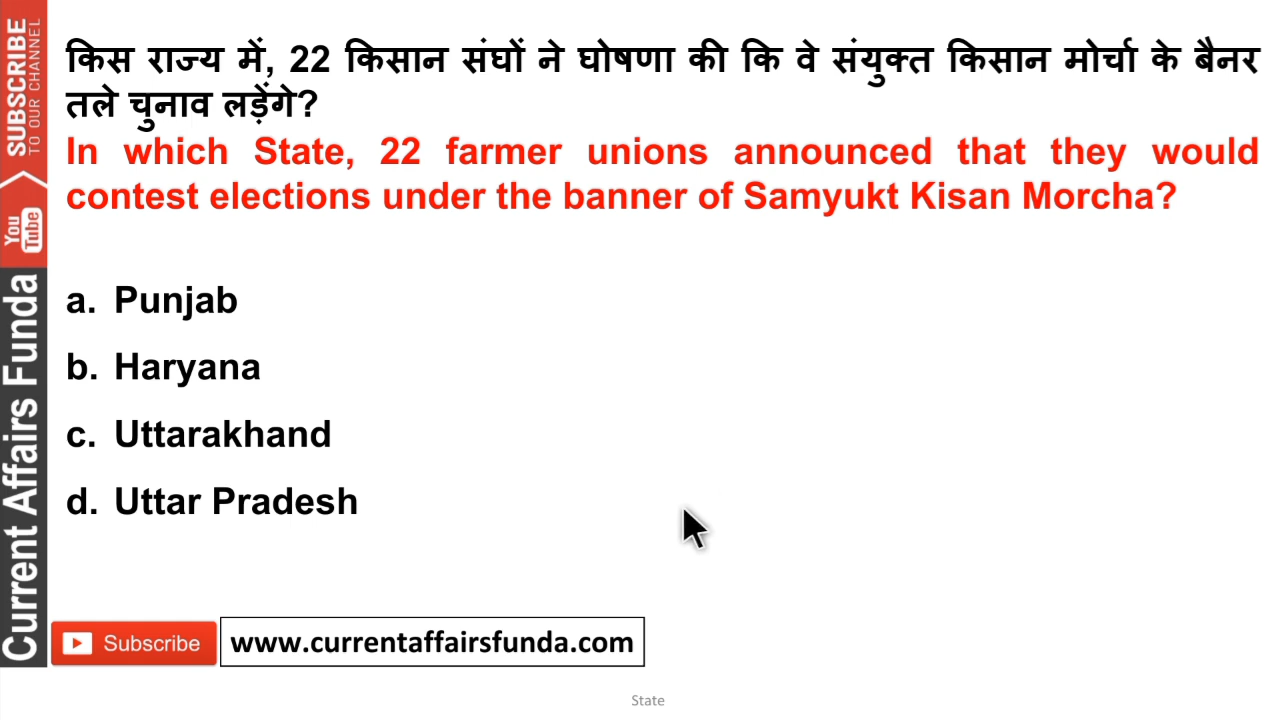 किस राज्य में, 22 किसान संघों ने घोषणा की कि वे संयुक्त किसान मोर्चा के बैनर
तले चुनाव लड़ेंगे?
In which State, 22 farmer unions announced that they would
contest elections under the banner of Samyukt Kisan Morcha?
a. Punjab
b. Haryana
c. Uttarakhand
d. Uttar Pradesh
SUBSCRIBE
TO OUR CHANNEL
You
Tube
Current Affairs Funda
Subscribe
www.currentaffairsfunda.com
State